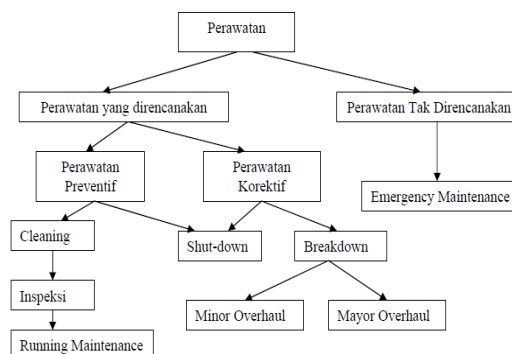 Perawatan
Perawatan yang direncanakan
Perawatan Tak Direncanakan
Perawatan
Preventif
Perawatan
Korektif
Emergency Maintenance
Cleaning
Shut-down
Breakdown
Inspeksi
Minor Overhaul
Mayor Overhaul
Running Maintenance